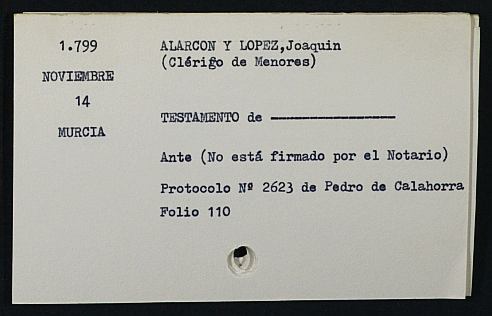 1.799
NOVIEMBRE
14
MURCIA
ALARCON Y LOPEZ,Joaquin
(Clérigo de Menores)
TESTAMENTO de ----------------
Ante (No está firmado por el Notario)
Protocolo Nº 2623 de Pedro de Calahorra
Folio 110